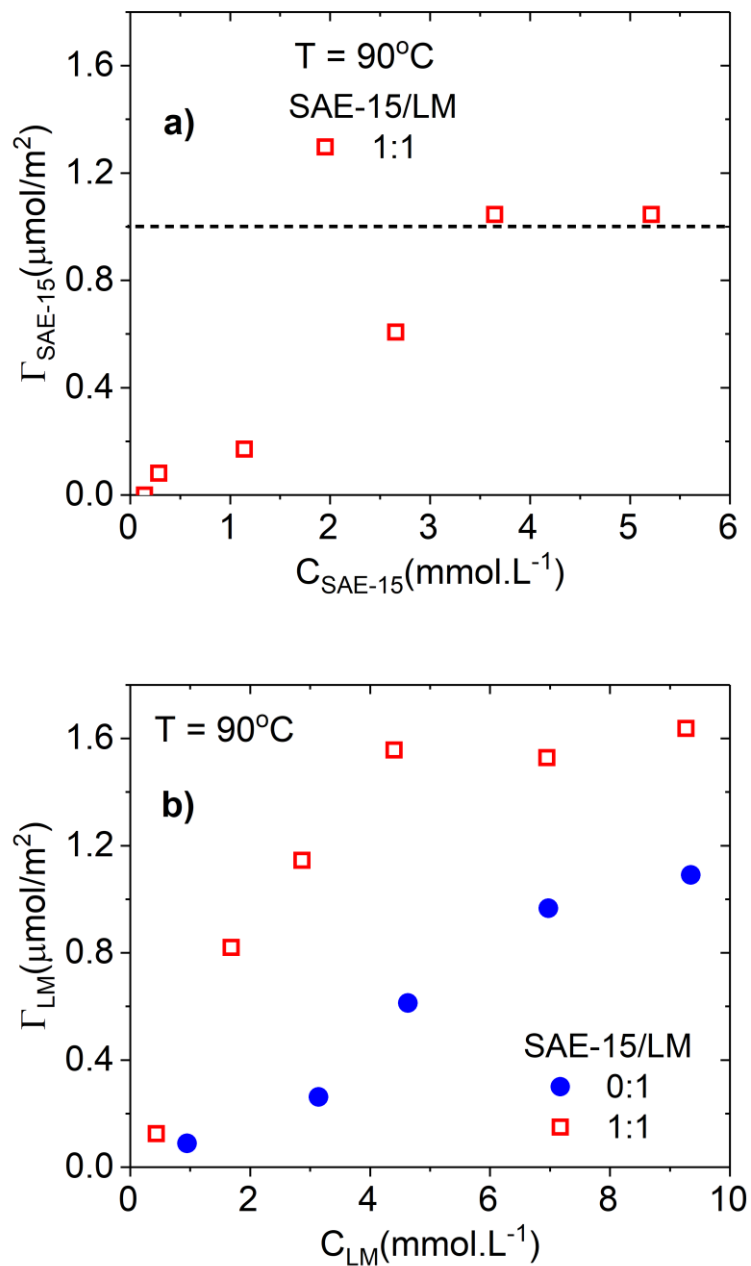 T = 90°C
SAE-15/LM
a)
1:1
1.6
1.2
0.8
0.4
0.0
Γ_SAE-15(μmol/m²)
0 1 2 3 4 5 6
C_SAE-15(mmol.L⁻¹)
T = 90°C
b)
1.6
1.2
0.8
0.4
0.0
Γ_LM(μmol/m²)
SAE-15/LM
0:1
1:1
0 2 4 6 8 10
C_LM(mmol.L⁻¹)